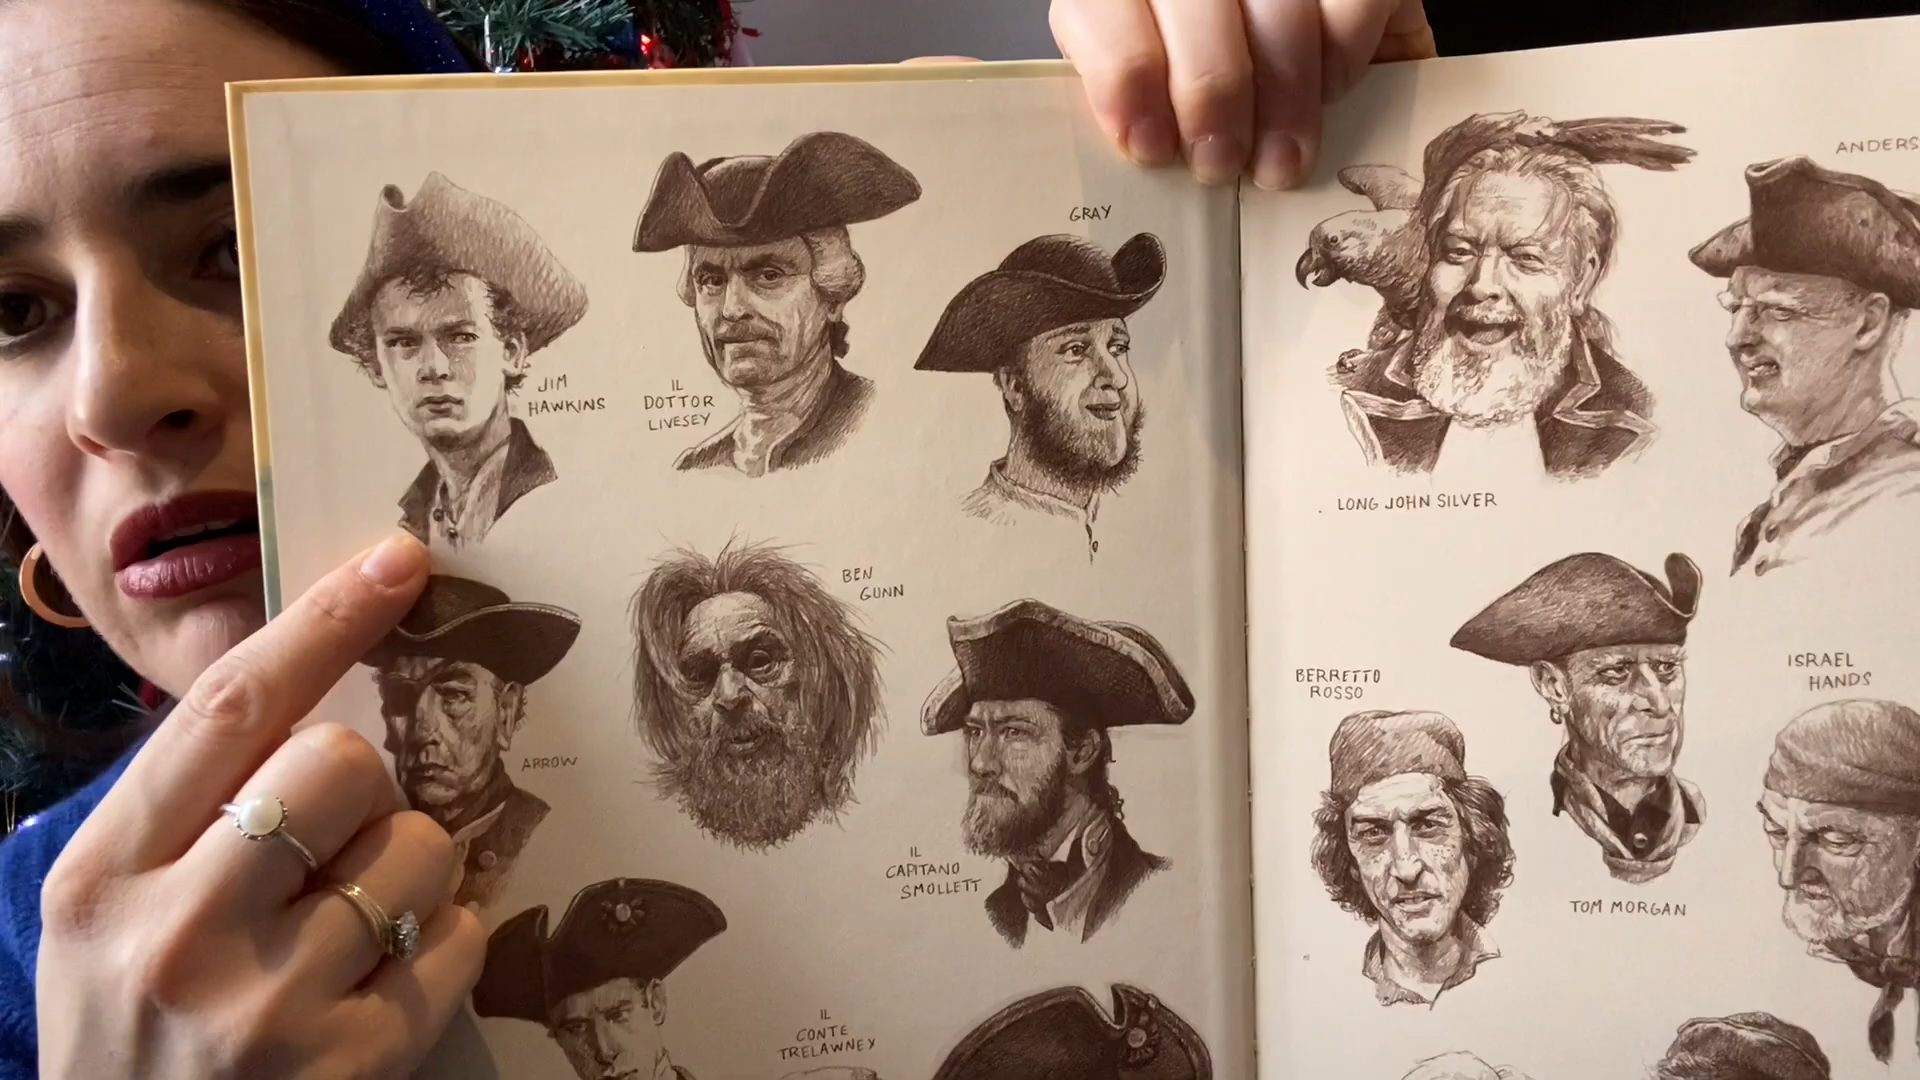 JIM
HAWKINS
IL
DOTTOR
LIVESEY
GRAY
ARROW
BEN
GUNN
IL
CAPITANO
SMOLLETT
IL
CONTE
TRELAWNEY
LONG JOHN SILVER
ANDERS
BERRETTO
ROSSO
TOM MORGAN
ISRAEL
HANDS